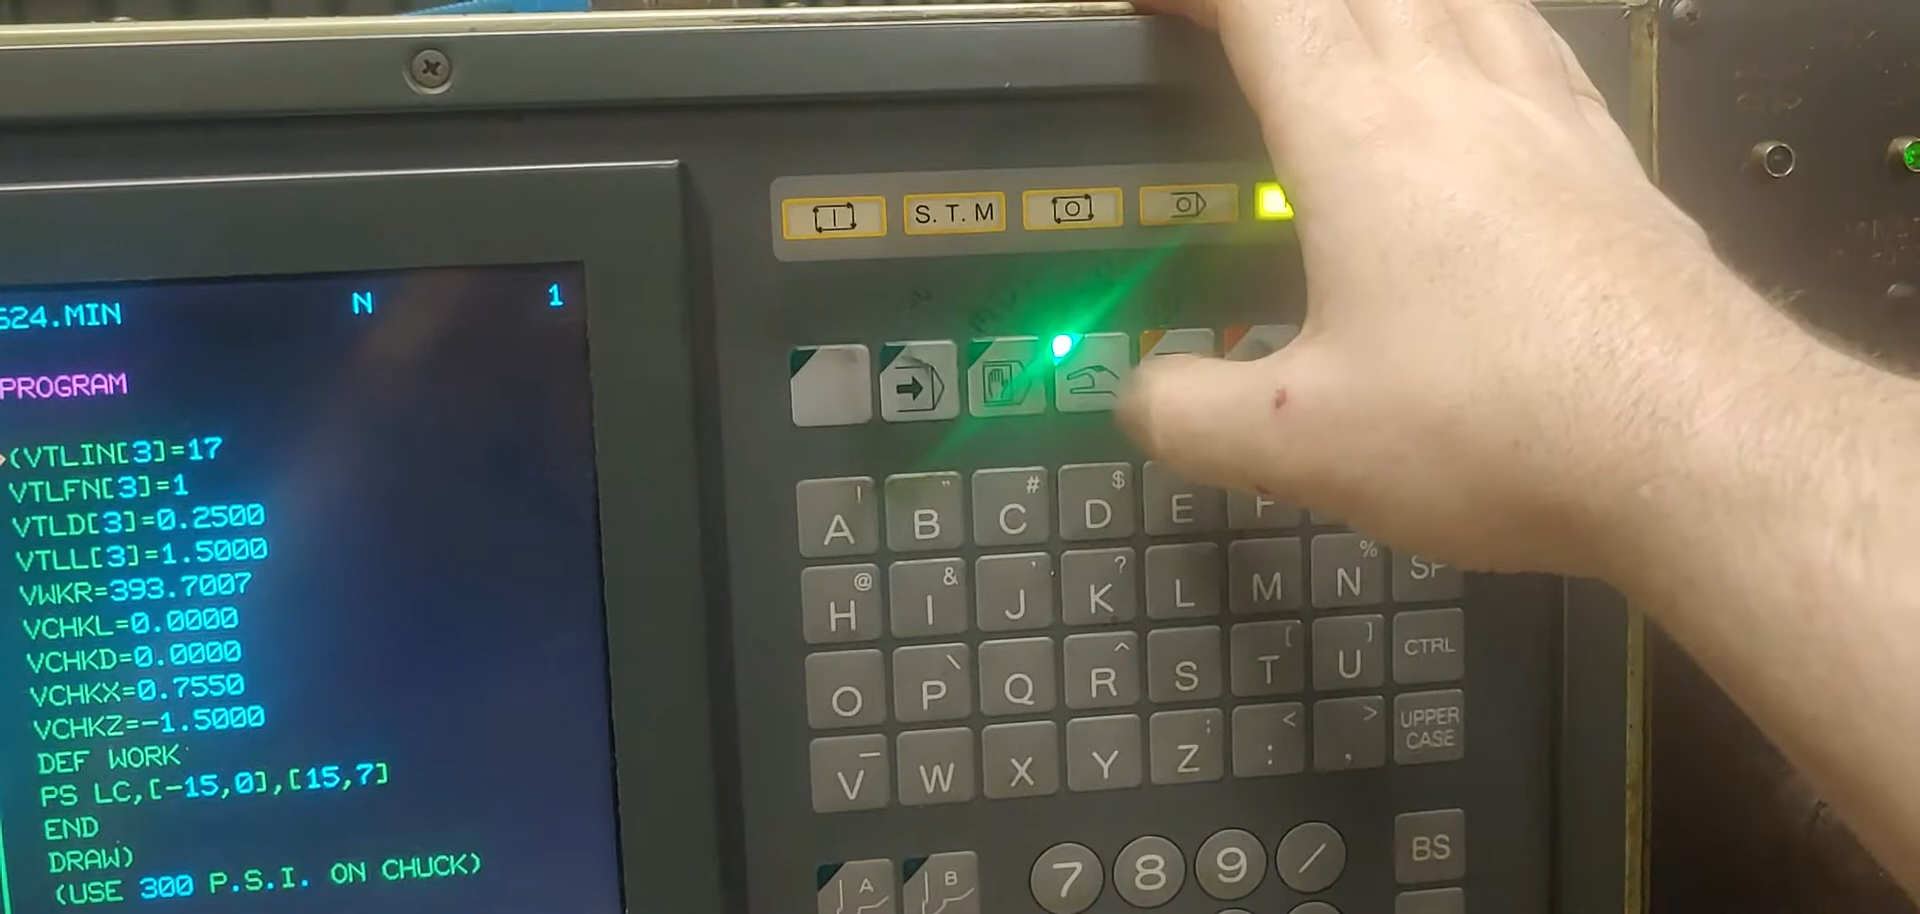 S. T. M
624.MIN N 1
PROGRAM
(VTLIN[3]=17
VTLFN[3]=1
VTLD[3]=0.2500
VTLL[3]=1.5000
VWKR=393.7007
VCHKL=0.0000
VCHKD=0.0000
VCHKX=0.7550
VCHKZ=-1.5000
DEF WORK
PS LC,[-15,0],[15,7]
END
DRAW)
(USE 300 P.S.I. ON CHUCK)
! " # $
A B C D E F
@ & ' ? %
H I J K L M N SP
\ ^ [ ] CTRL
O P Q R S T U
_ ; < > UPPER CASE
V W X Y Z : ,
A B 7 8 9 / BS